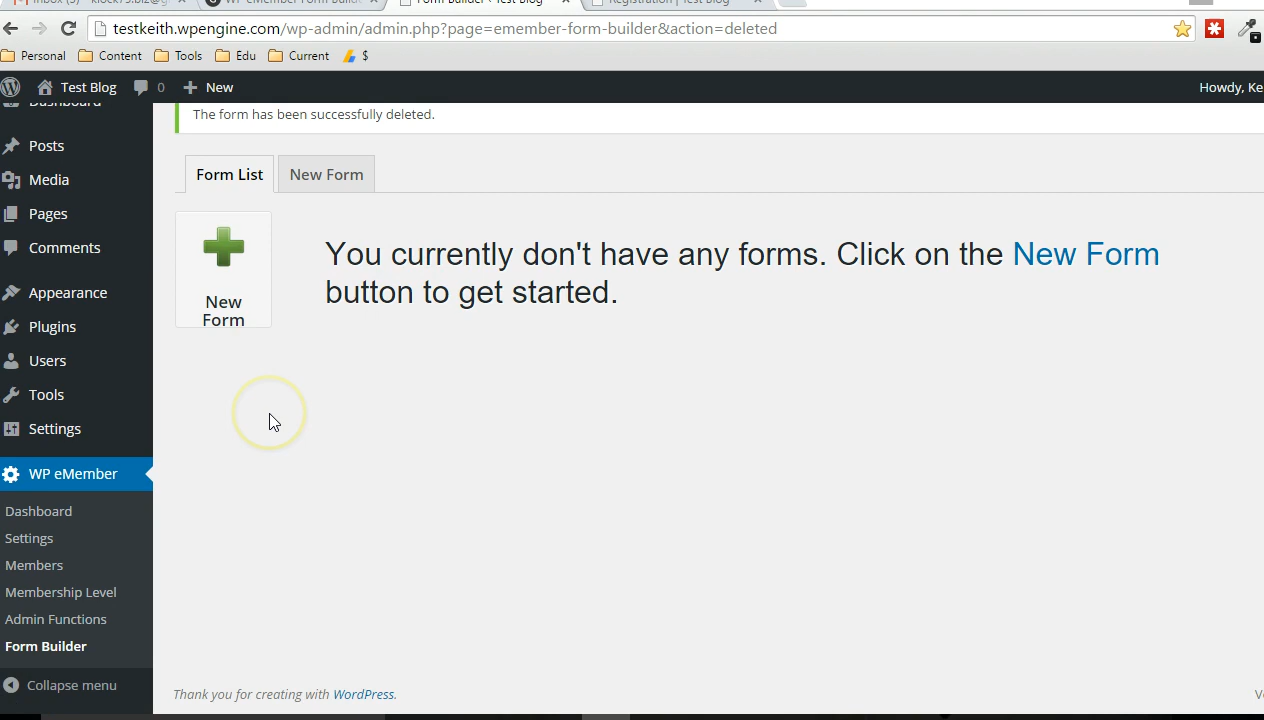 testkeith.wpengine.com/wp-admin/admin.php?page=emember-form-builder&action=deleted
Personal Content Tools Edu Current $
Test Blog 0 New Howdy, Ke
Dashboard
The form has been successfully deleted.
Posts
Media
Pages
Comments
Appearance
Plugins
Users
Tools
Settings
WP eMember
Dashboard
Settings
Members
Membership Level
Admin Functions
Form Builder
Collapse menu
Form List New Form
New
Form
You currently don't have any forms. Click on the New Form
button to get started.
Thank you for creating with WordPress.